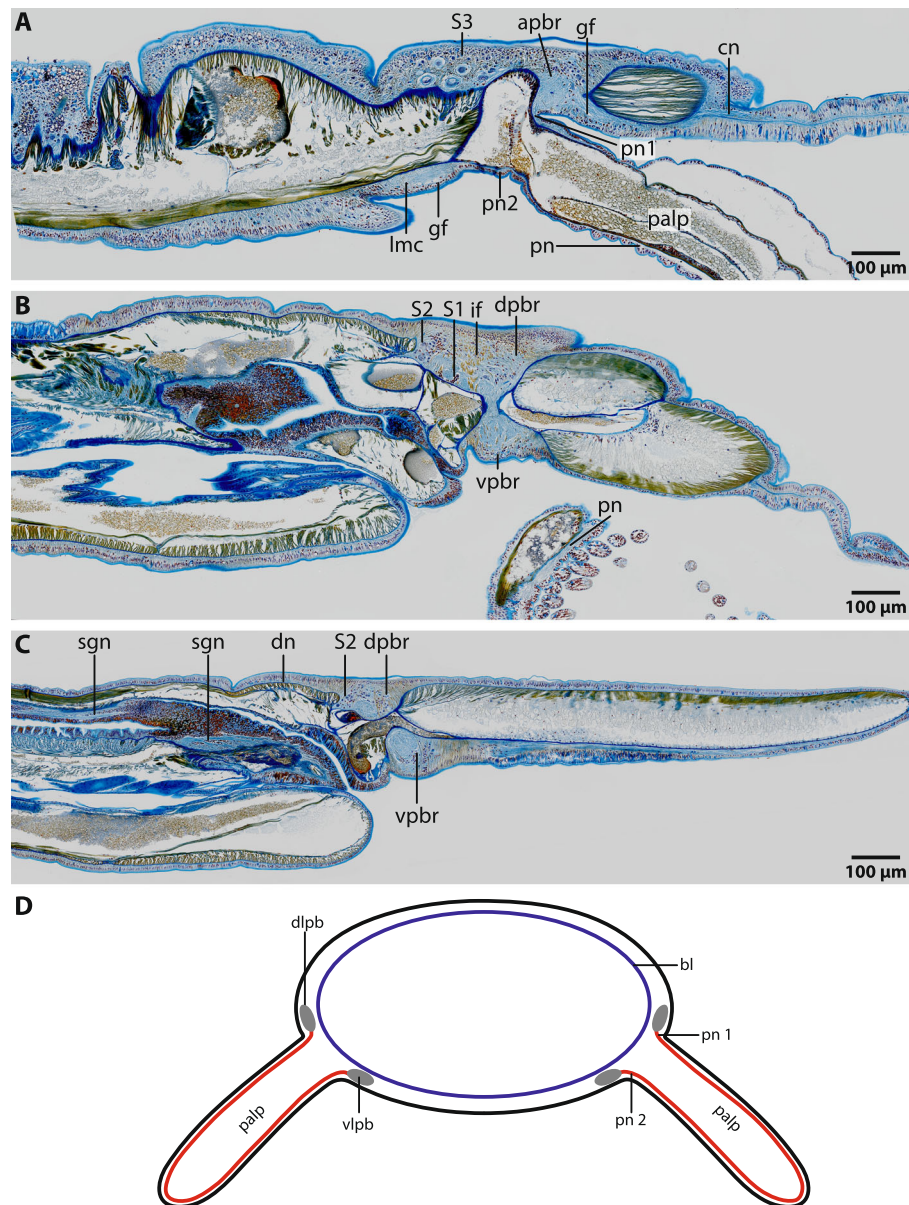 A
S3
apbr
gf
cn
pn1
pn2
palp
gf
lmc
pn
100 µm
B
S2
S1
if
dpbr
vpbr
pn
100 µm
C
sgn
sgn
dn
S2
dpbr
vpbr
100 µm
D
dlpb
bl
pn 1
palp
vlpb
pn 2
palp